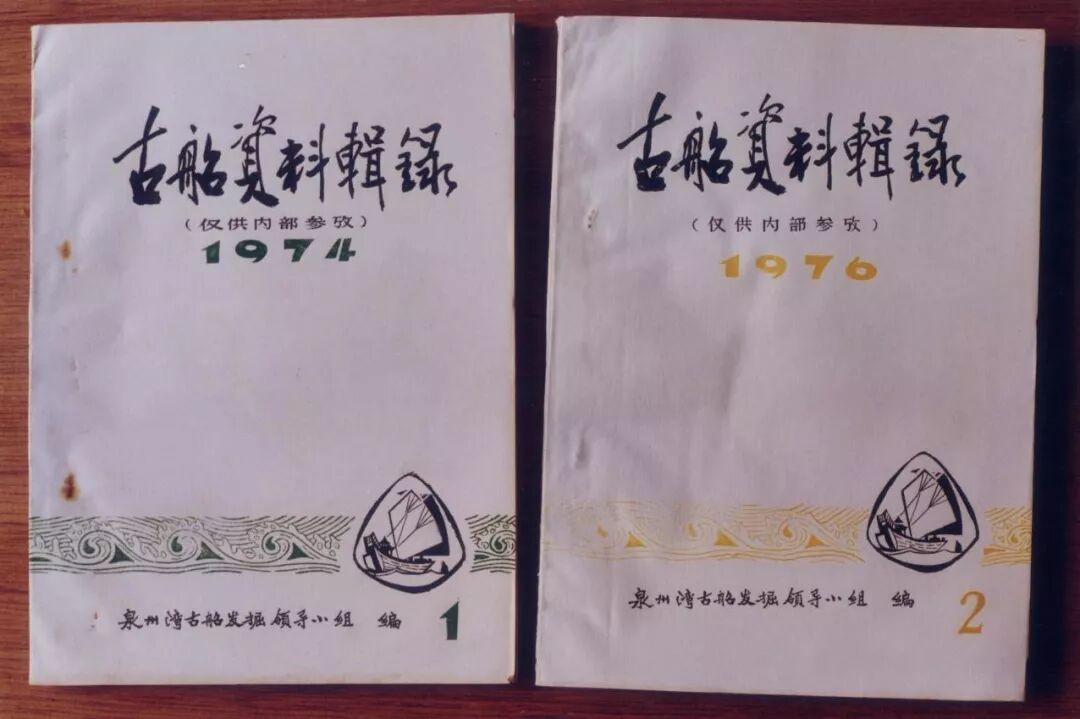 古船資料輯録
(仅供内部参攷)
1974
泉州湾古船发掘领导小组 编
1
古船資料輯録
(仅供内部参攷)
1976
泉州湾古船发掘领导小组 编
2